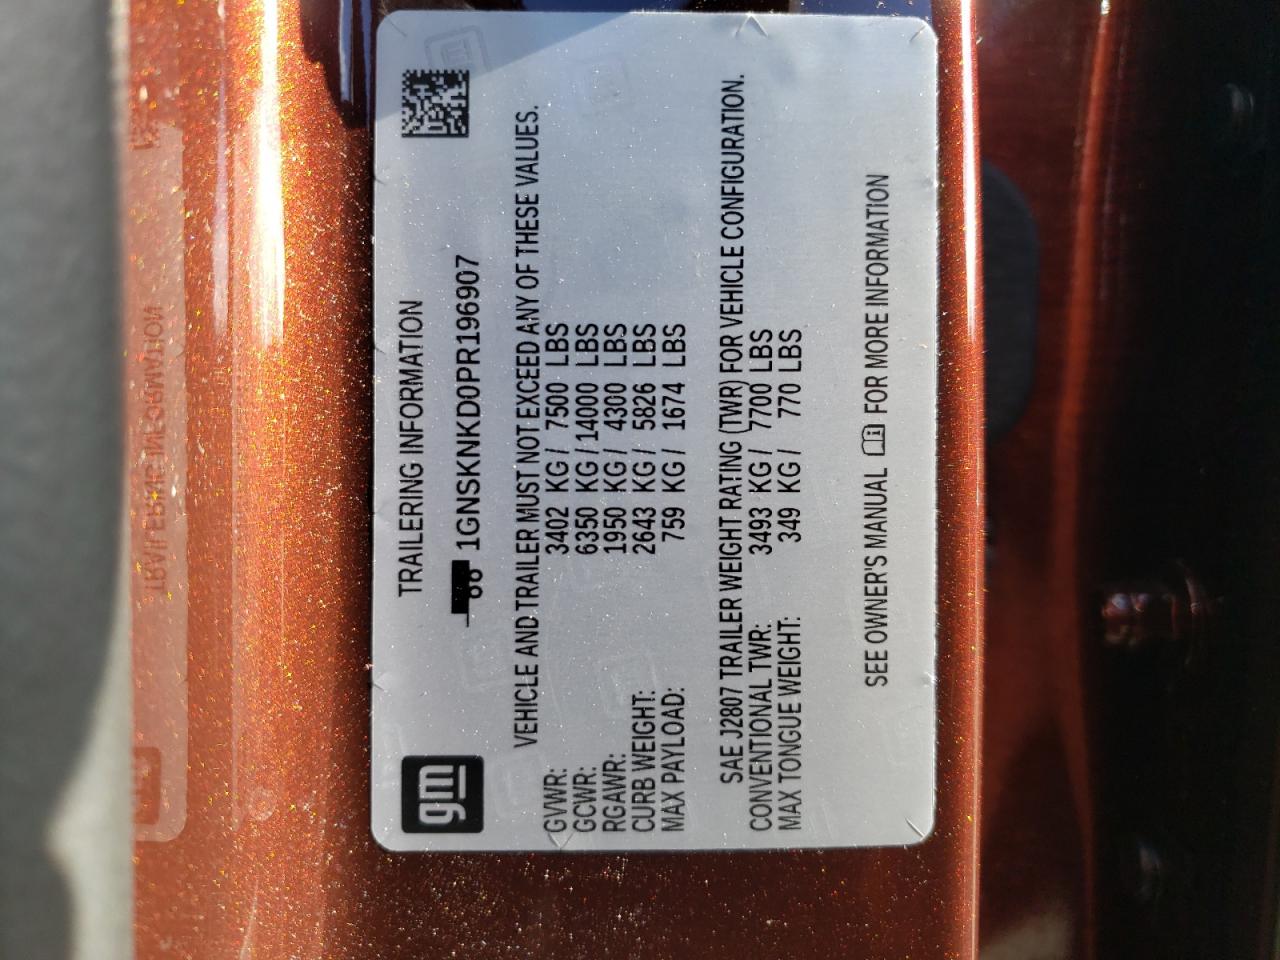 gm
TRAILERING INFORMATION
1GNSKNKD0PR196907
VEHICLE AND TRAILER MUST NOT EXCEED ANY OF THESE VALUES.
GVWR: 3402 KG / 7500 LBS
GCWR: 6350 KG / 14000 LBS
RGAWR: 1950 KG / 4300 LBS
CURB WEIGHT: 2643 KG / 5826 LBS
MAX PAYLOAD: 759 KG / 1674 LBS
SAE J2807 TRAILER WEIGHT RATING (TWR) FOR VEHICLE CONFIGURATION.
CONVENTIONAL TWR: 3493 KG / 7700 LBS
MAX TONGUE WEIGHT: 349 KG / 770 LBS
SEE OWNER'S MANUAL FOR MORE INFORMATION